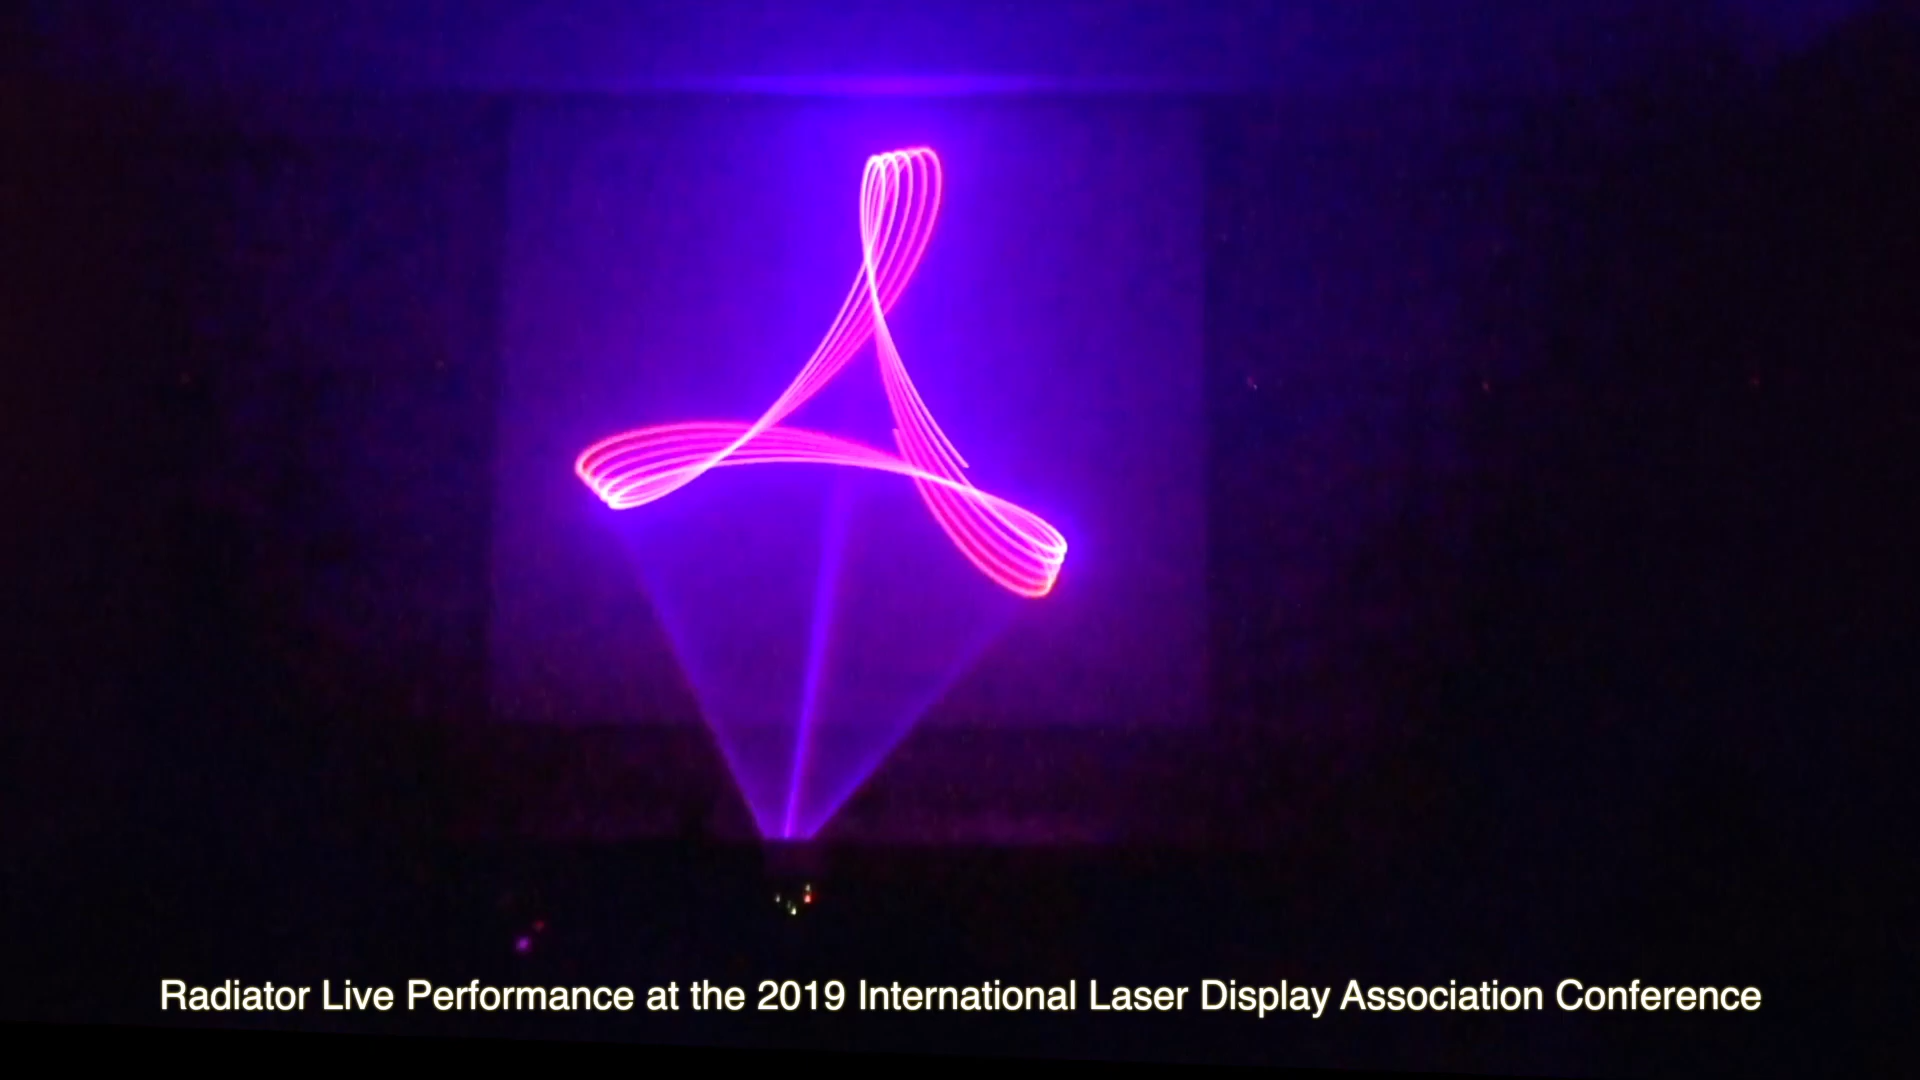 Radiator Live Performance at the 2019 International Laser Display Association Conference